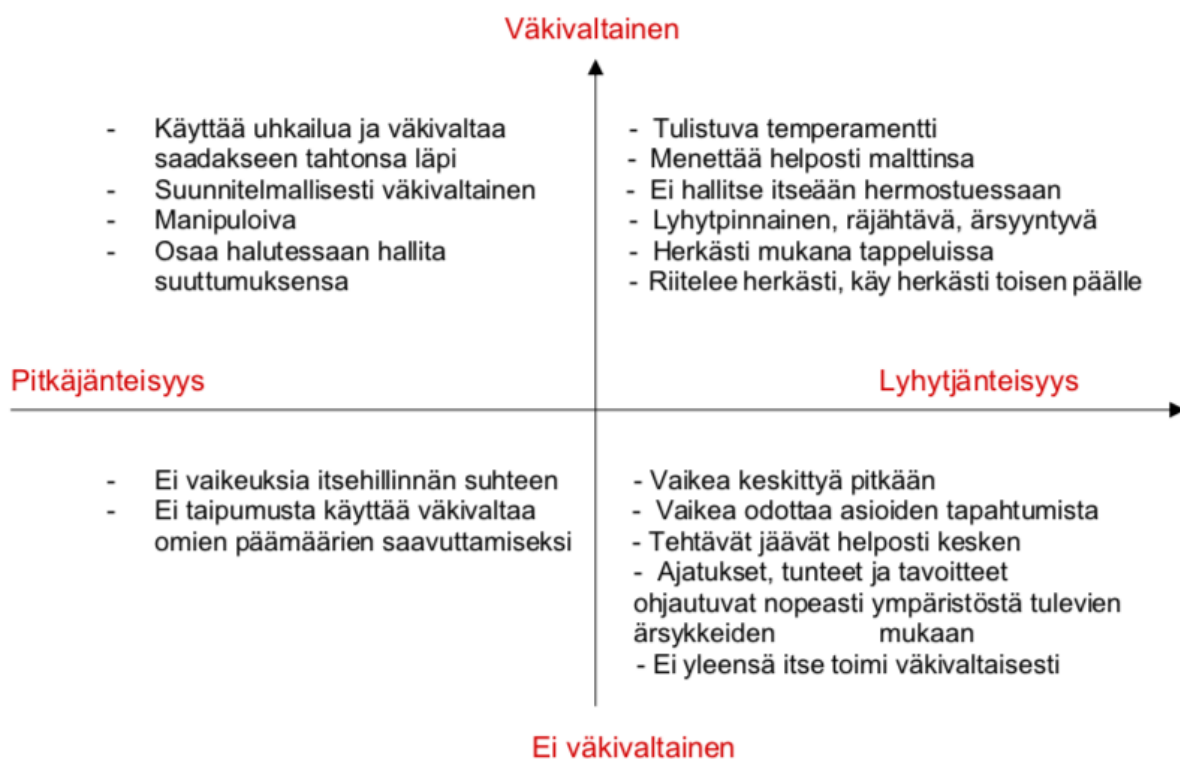 Väkivaltainen
- Käyttää uhkailua ja väkivaltaa
saadakseen tahtonsa läpi
- Suunnitelmallisesti väkivaltainen
- Manipuloiva
- Osaa halutessaan hallita
suuttumuksensa
- Tulistuva temperamentti
- Menettää helposti malttinsa
- Ei hallitse itseään hermostuessaan
- Lyhytpinnainen, räjähtävä, ärsyyntyvä
- Herkästi mukana tappeluissa
- Riitelee herkästi, käy herkästi toisen päälle
Pitkäjänteisyys
Lyhytjänteisyys
- Ei vaikeuksia itsehillinnän suhteen
- Ei taipumusta käyttää väkivaltaa
omien päämäärien saavuttamiseksi
- Vaikea keskittyä pitkään
- Vaikea odottaa asioiden tapahtumista
- Tehtävät jäävät helposti kesken
- Ajatukset, tunteet ja tavoitteet
ohjautuvat nopeasti ympäristöstä tulevien
ärsykkeiden mukaan
- Ei yleensä itse toimi väkivaltaisesti
Ei väkivaltainen